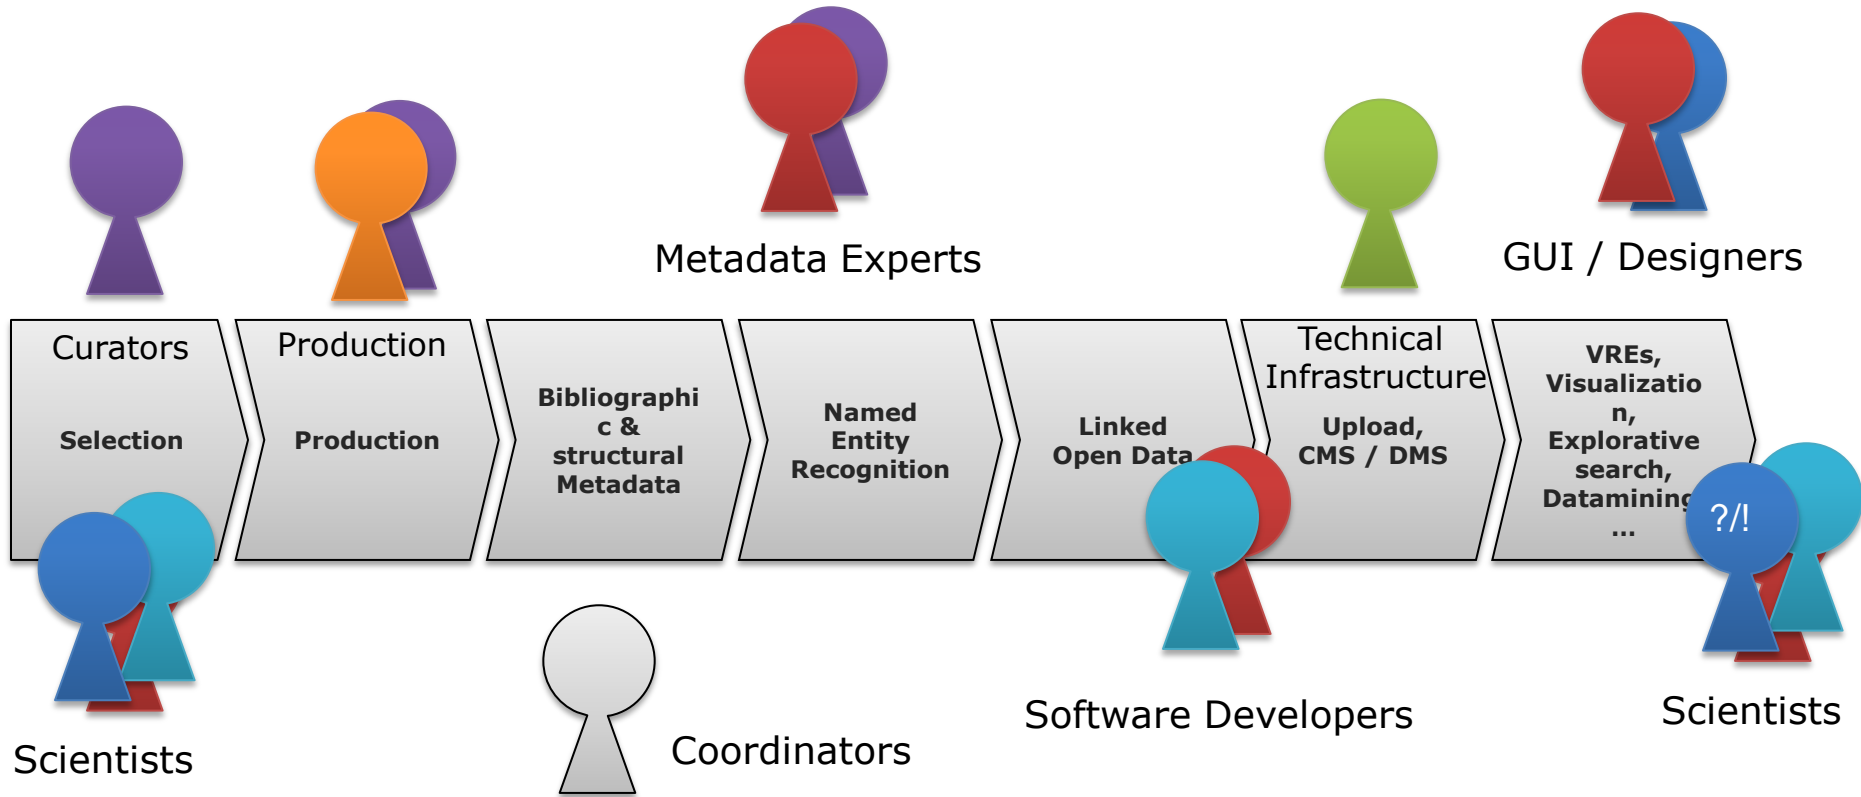 Metadata Experts
GUI / Designers
Curators
Selection
Production
Production
Bibliographi
c &
structural
Metadata
Named
Entity
Recognition
Linked
Open Data
Technical
Infrastructure
Upload,
CMS / DMS
VREs,
Visualizatio
n,
Explorative
search,
Datamining
...
?/!
Scientists
Coordinators
Software Developers
Scientists